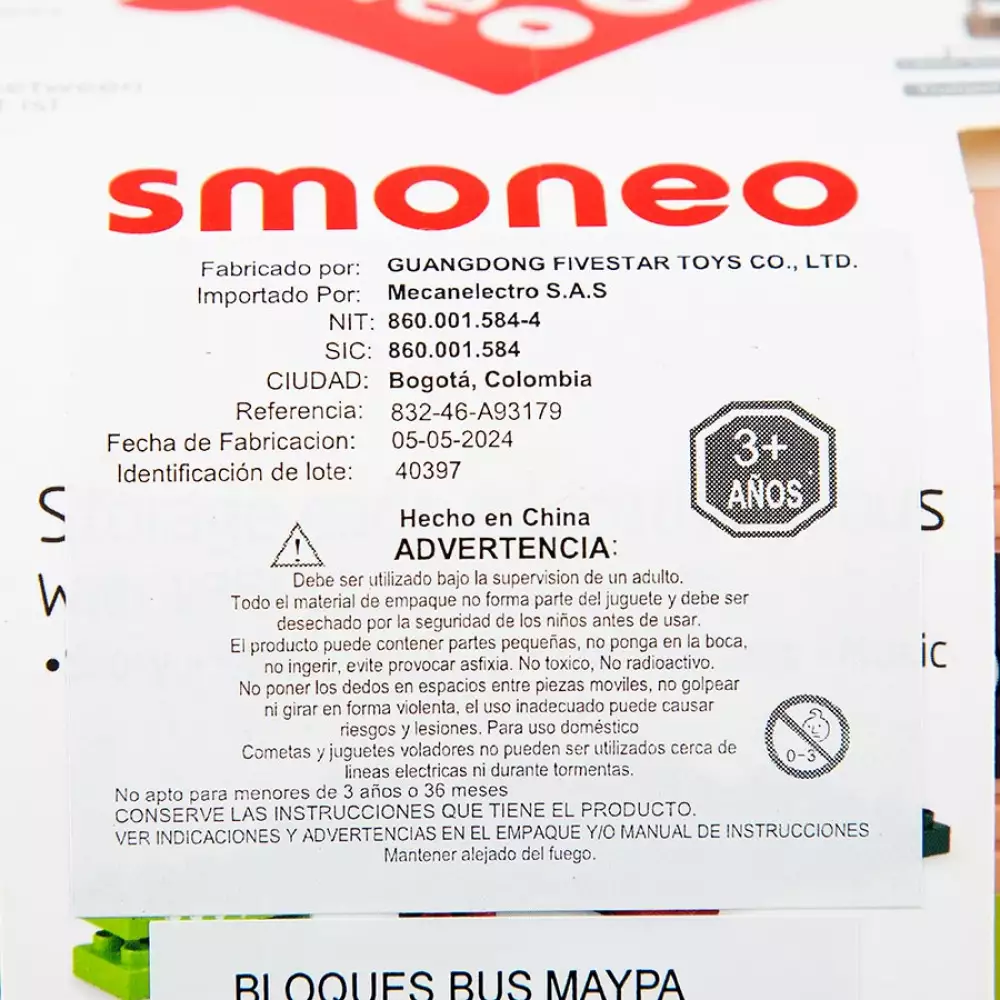 smoneo
Fabricado por: GUANGDONG FIVESTAR TOYS CO., LTD.
Importado Por: Mecanelectro S.A.S
NIT: 860.001.584-4
SIC: 860.001.584
CIUDAD: Bogotá, Colombia
Referencia: 832-46-A93179
Fecha de Fabricacion: 05-05-2024
Identificación de lote: 40397
3+
AÑOS
Hecho en China
ADVERTENCIA:
Debe ser utilizado bajo la supervision de un adulto.
Todo el material de empaque no forma parte del juguete y debe ser
desechado por la seguridad de los niños antes de usar.
El producto puede contener partes pequeñas, no ponga en la boca,
no ingerir, evite provocar asfixia. No toxico, No radioactivo.
No poner los dedos en espacios entre piezas moviles, no golpear
ni girar en forma violenta, el uso inadecuado puede causar
riesgos y lesiones. Para uso doméstico
Cometas y juguetes voladores no pueden ser utilizados cerca de
lineas electricas ni durante tormentas.
0-3
No apto para menores de 3 años o 36 meses
CONSERVE LAS INSTRUCCIONES QUE TIENE EL PRODUCTO.
VER INDICACIONES Y ADVERTENCIAS EN EL EMPAQUE Y/O MANUAL DE INSTRUCCIONES
Mantener alejado del fuego.
BLOQUES BUS MAYPA